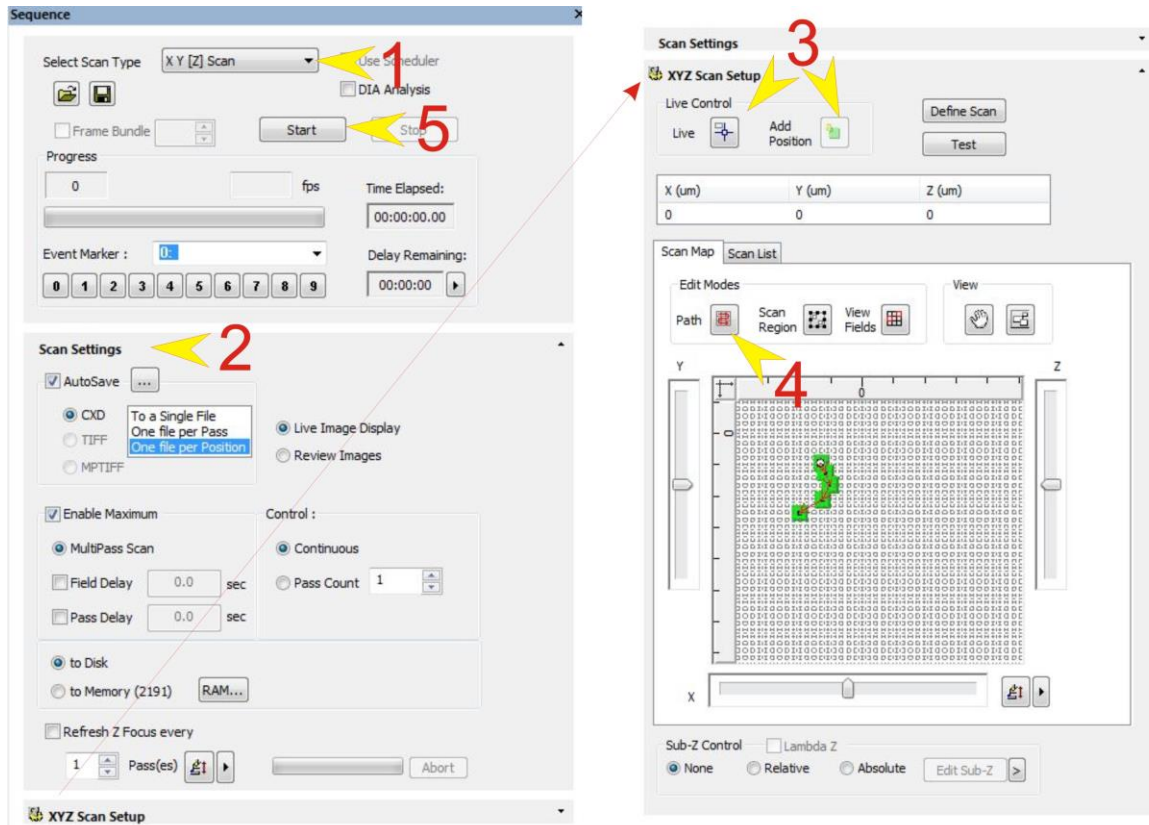 Sequence
Select Scan Type
X Y [Z] Scan
1
Use Scheduler
DIA Analysis
Frame Bundle
Start
5
Stop
Progress
0
fps
Time Elapsed:
00:00:00.00
Event Marker :
0:
Delay Remaining:
0 1 2 3 4 5 6 7 8 9
00:00:00
Scan Settings
2
AutoSave
...
CXD
TIFF
MPTIFF
To a Single File
One file per Pass
One file per Position
Live Image Display
Review Images
Enable Maximum
Control :
MultiPass Scan
Continuous
Field Delay 0.0 sec
Pass Count 1
Pass Delay 0.0 sec
to Disk
to Memory (2191)
RAM...
Refresh Z Focus every
1 Pass(es)
Abort
XYZ Scan Setup
Scan Settings
3
XYZ Scan Setup
Live Control
Live
Add
Position
Define Scan
Test
X (um) Y (um) Z (um)
0 0 0
Scan Map Scan List
Edit Modes
Path
Scan
Region
View
Fields
View
4
Y
Z
0
0
X
Sub-Z Control
Lambda Z
None
Relative
Absolute
Edit Sub-Z
>